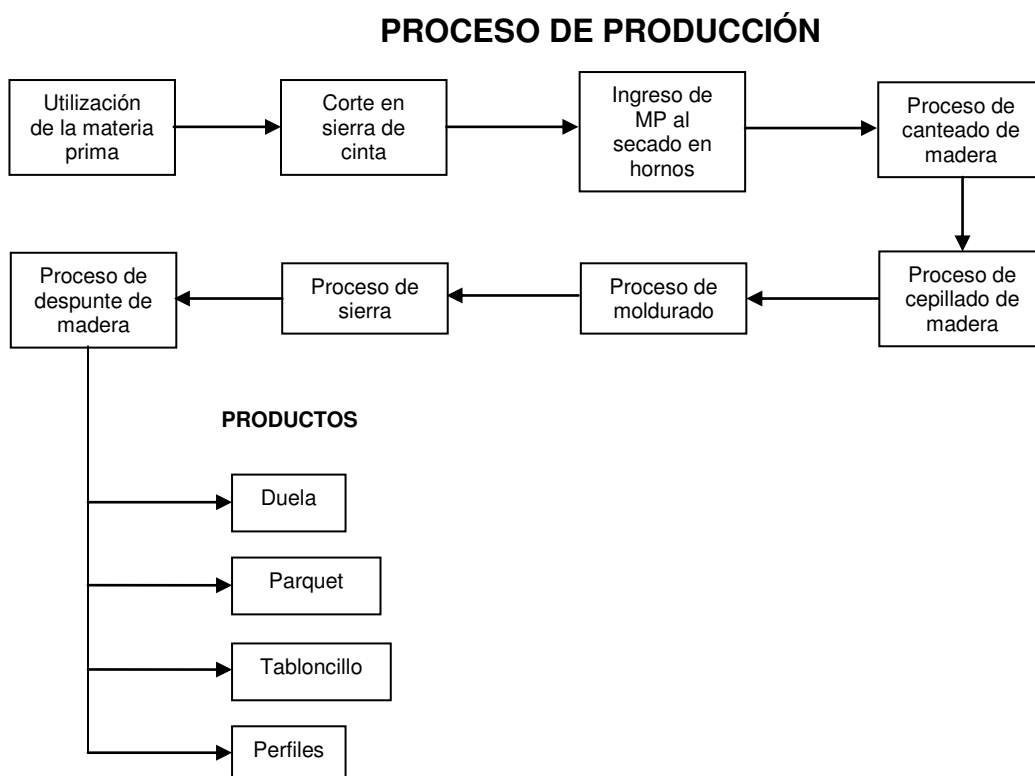 PROCESO DE PRODUCCIÓN
Utilización
de la materia
prima
Corte en
sierra de
cinta
Ingreso de
MP al
secado en
hornos
Proceso de
canteado de
madera
Proceso de
cepillado de
madera
Proceso de
moldurado
Proceso de
sierra
Proceso de
despunte de
madera
PRODUCTOS
Duela
Parquet
Tabloncillo
Perfiles